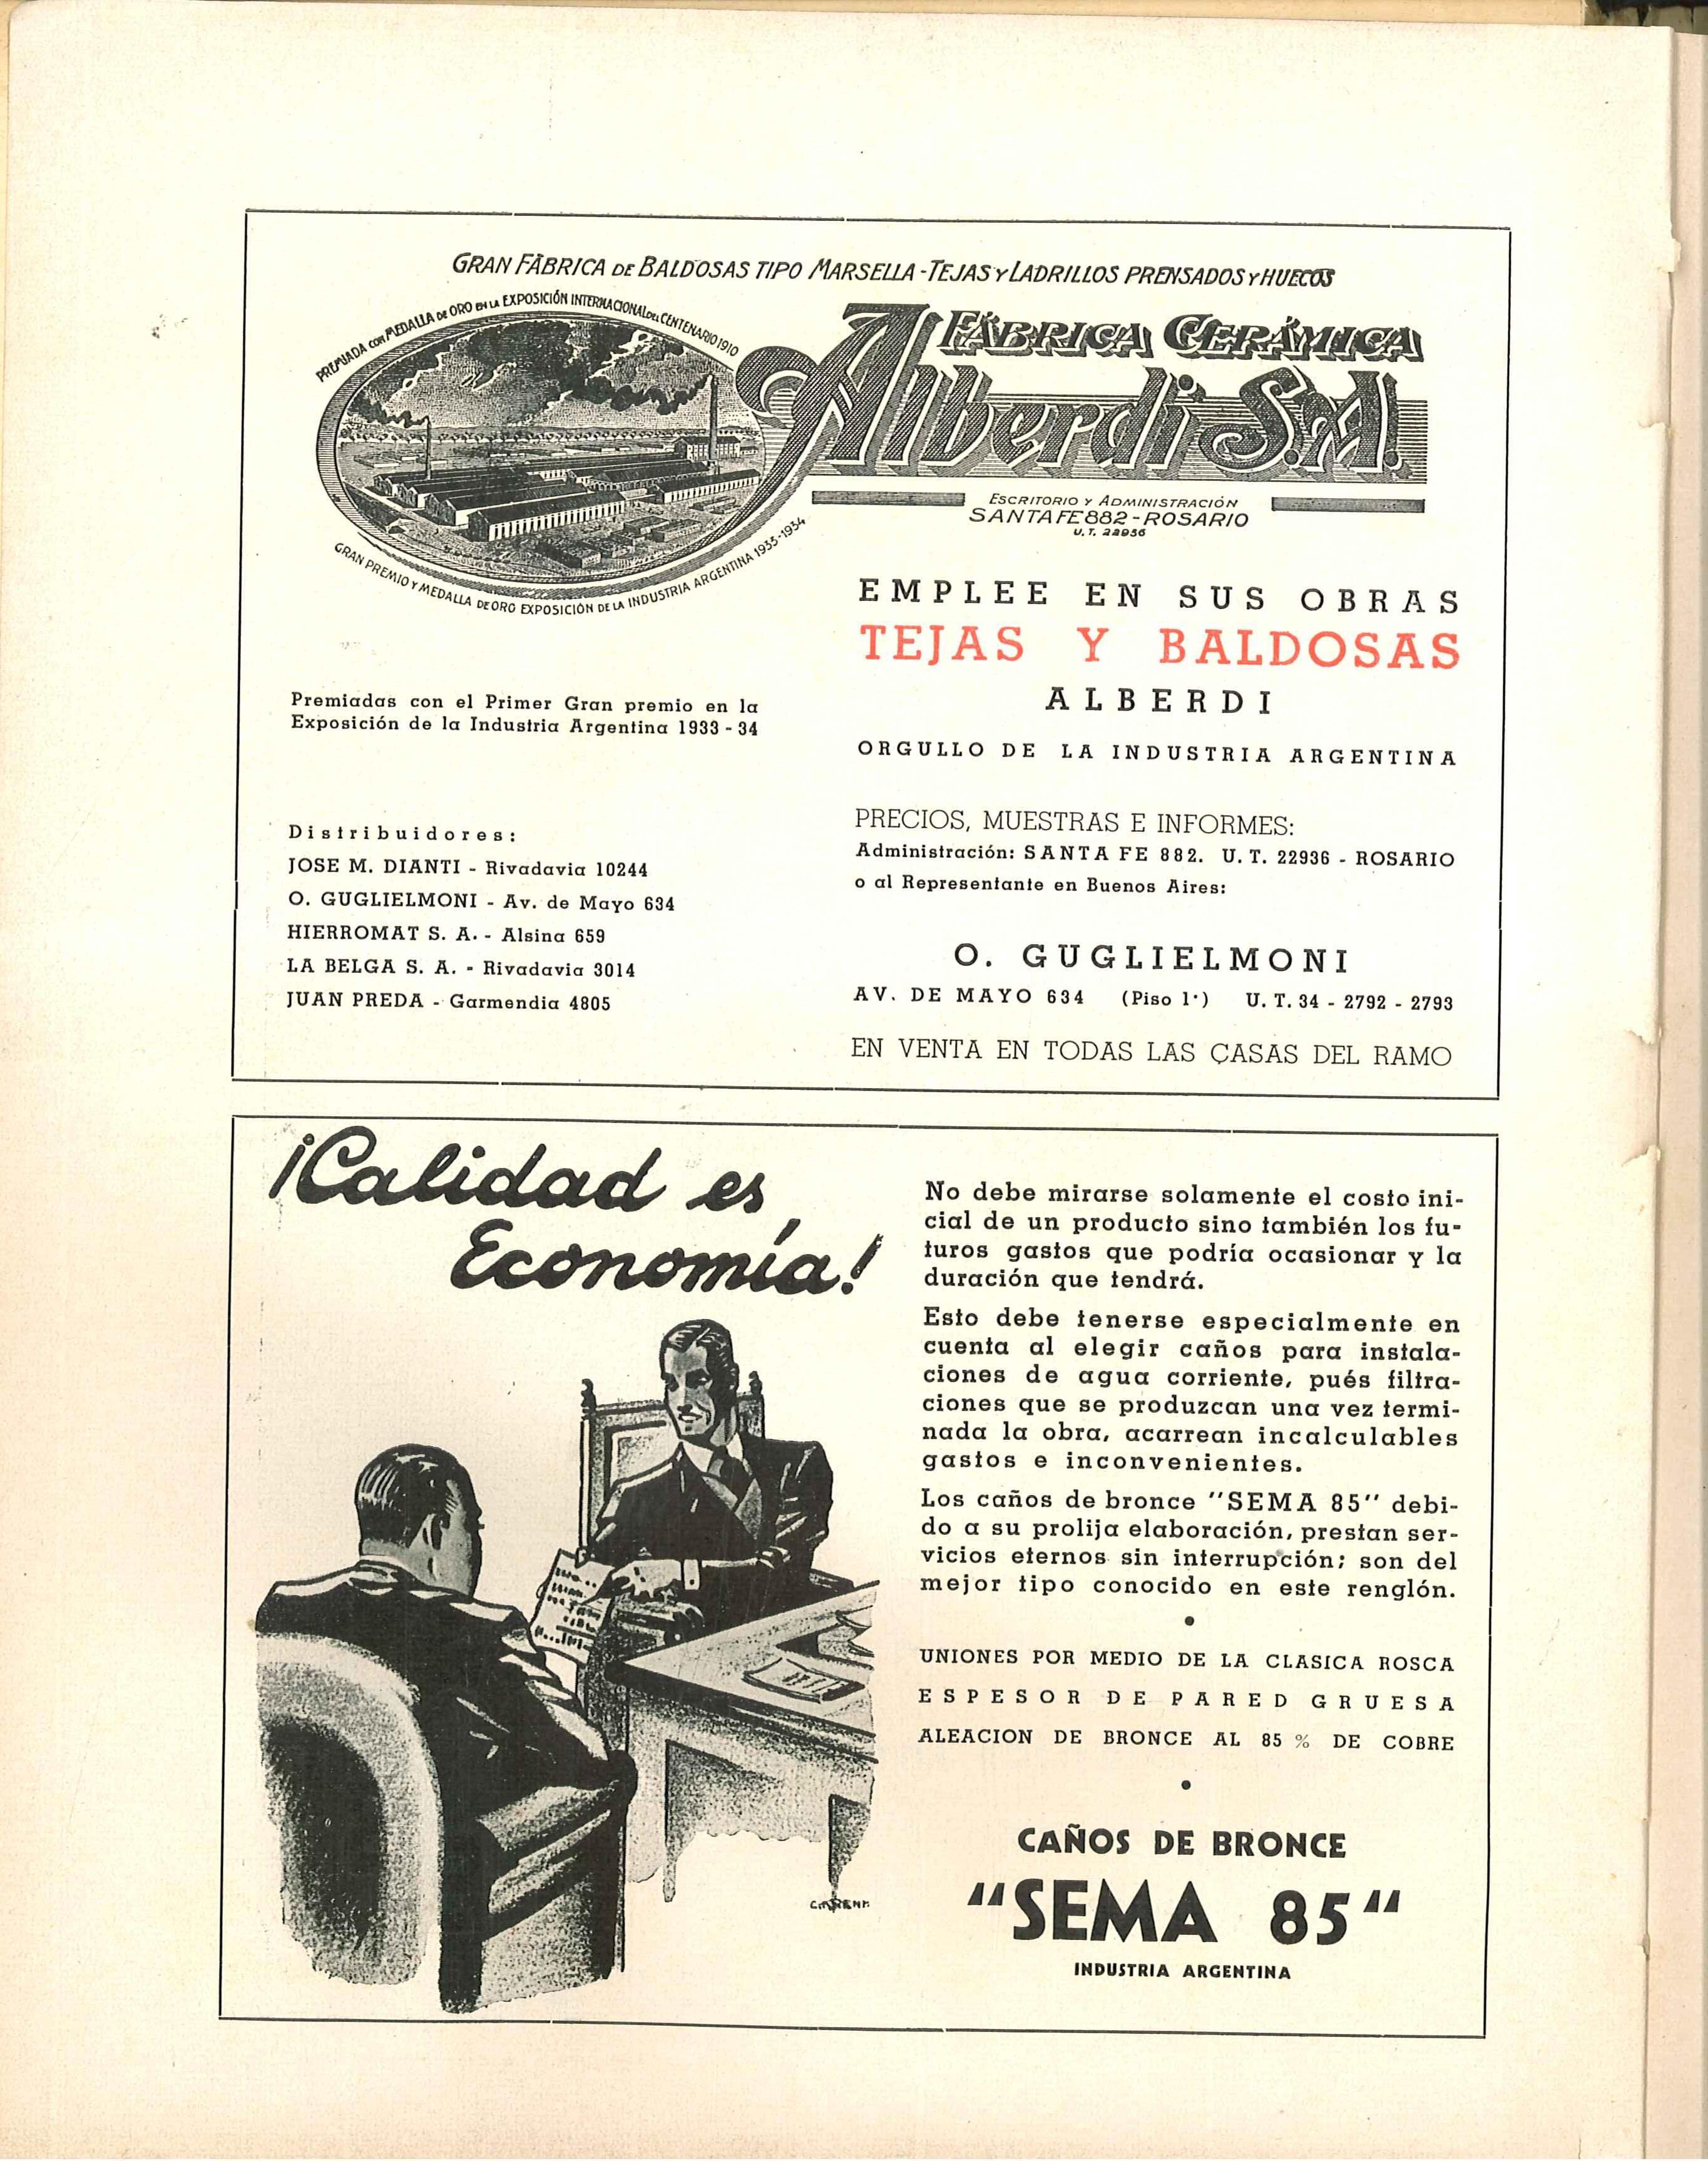 GRAN FÁBRICA DE BALDOSAS TIPO MARSELLA - TEJAS Y LADRILLOS PRENSADOS Y HUECOS
PREMIADA CON MEDALLA DE ORO EN LA EXPOSICIÓN INTERNACIONAL DEL CENTENARIO 1910
FÁBRICA CERÁMICA
Alberdi S.A.
ESCRITORIO Y ADMINISTRACIÓN
SANTA FE 882 - ROSARIO
U. T. 22936
GRAN PREMIO Y MEDALLA DE ORO EXPOSICIÓN DE LA INDUSTRIA ARGENTINA 1933-1934
Premiadas con el Primer Gran premio en la
Exposición de la Industria Argentina 1933 - 34
Distribuidores:
JOSE M. DIANTI - Rivadavia 10244
O. GUGLIELMONI - Av. de Mayo 634
HIERROMAT S. A. - Alsina 659
LA BELGA S. A. - Rivadavia 3014
JUAN PREDA - Garmendia 4805
EMPLEE EN SUS OBRAS
TEJAS Y BALDOSAS
ALBERDI
ORGULLO DE LA INDUSTRIA ARGENTINA
PRECIOS, MUESTRAS E INFORMES:
Administración: SANTA FE 882. U. T. 22936 - ROSARIO
o al Representante en Buenos Aires:
O. GUGLIELMONI
AV. DE MAYO 634 (Piso 1·) U. T. 34 - 2792 - 2793
EN VENTA EN TODAS LAS CASAS DEL RAMO
¡Calidad es
Economía!
No debe mirarse solamente el costo ini-
cial de un producto sino también los fu-
turos gastos que podría ocasionar y la
duración que tendrá.
Esto debe tenerse especialmente en
cuenta al elegir caños para instala-
ciones de agua corriente, pués filtra-
ciones que se produzcan una vez termi-
nada la obra, acarrean incalculables
gastos e inconvenientes.
Los caños de bronce "SEMA 85" debi-
do a su prolija elaboración, prestan ser-
vicios eternos sin interrupción; son del
mejor tipo conocido en este renglón.
UNIONES POR MEDIO DE LA CLASICA ROSCA
ESPESOR DE PARED GRUESA
ALEACION DE BRONCE AL 85 % DE COBRE
CAÑOS DE BRONCE
"SEMA 85"
INDUSTRIA ARGENTINA